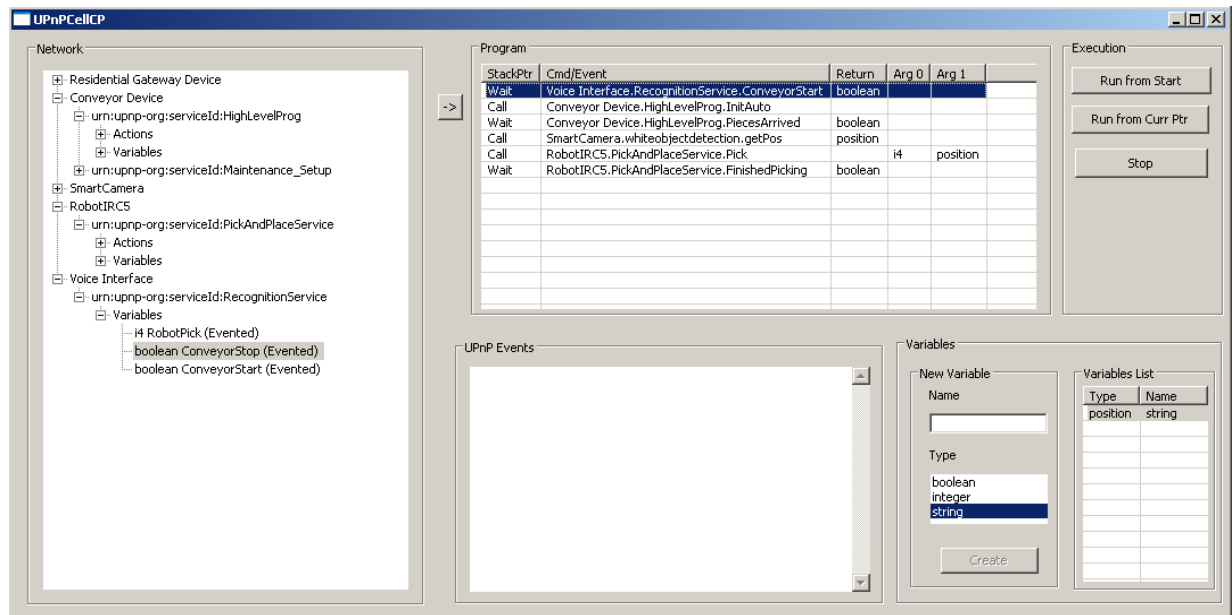 UPnPCellCP
Network
Residential Gateway Device
Conveyor Device
urn:upnp-org:serviceId:HighLevelProg
Actions
Variables
urn:upnp-org:serviceId:Maintenance_Setup
SmartCamera
RobotIRC5
urn:upnp-org:serviceId:PickAndPlaceService
Actions
Variables
Voice Interface
urn:upnp-org:serviceId:RecognitionService
Variables
i4 RobotPick (Evented)
boolean ConveyorStop (Evented)
boolean ConveyorStart (Evented)
->
Program
StackPtr Cmd/Event Return Arg 0 Arg 1
Wait Voice Interface.RecognitionService.ConveyorStart boolean
Call Conveyor Device.HighLevelProg.InitAuto
Wait Conveyor Device.HighLevelProg.PiecesArrived boolean
Call SmartCamera.whiteobjectdetection.getPos position
Call RobotIRC5.PickAndPlaceService.Pick i4 position
Wait RobotIRC5.PickAndPlaceService.FinishedPicking boolean
Execution
Run from Start
Run from Curr Ptr
Stop
UPnP Events
Variables
New Variable
Name
Type
boolean
integer
string
Create
Variables List
Type Name
position string